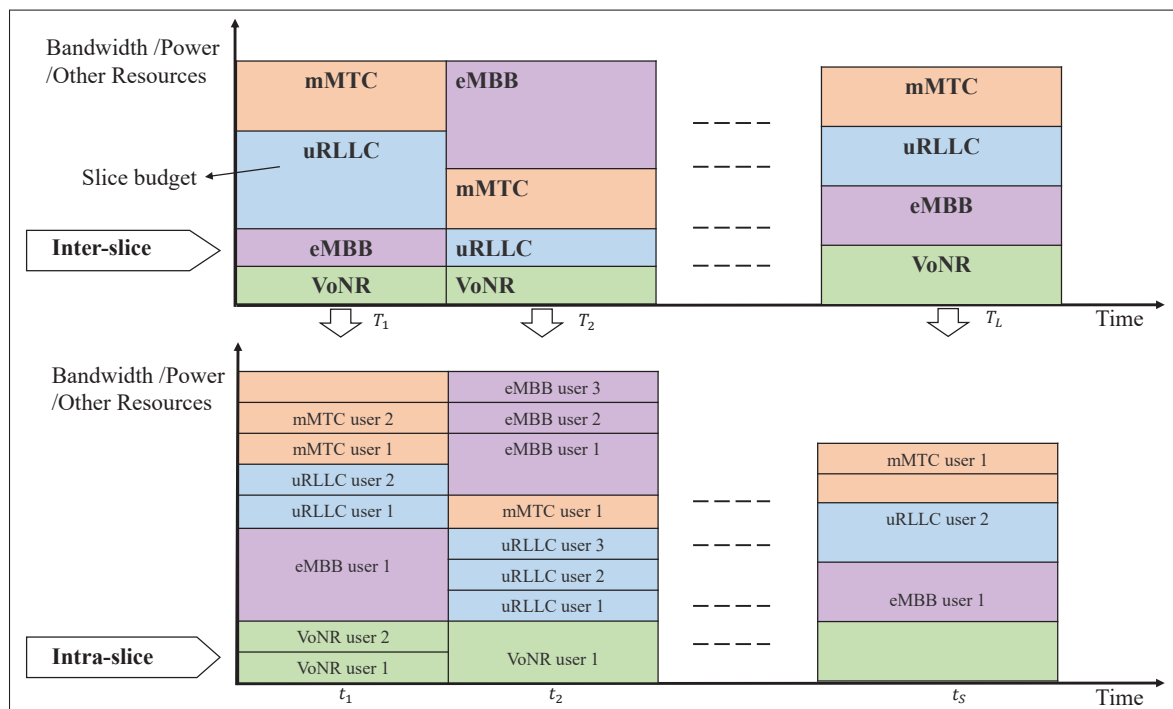 Bandwidth /Power
/Other Resources
mMTC
eMBB
mMTC
uRLLC
uRLLC
Slice budget
mMTC
eMBB
Inter-slice
eMBB
uRLLC
VoNR
VoNR
VoNR
T₁
T₂
T_L
Time
Bandwidth /Power
/Other Resources
eMBB user 3
mMTC user 2
eMBB user 2
mMTC user 1
eMBB user 1
mMTC user 1
uRLLC user 2
uRLLC user 1
mMTC user 1
uRLLC user 2
uRLLC user 3
eMBB user 1
uRLLC user 2
uRLLC user 1
eMBB user 1
VoNR user 2
Intra-slice
VoNR user 1
VoNR user 1
t₁
t₂
t_S
Time